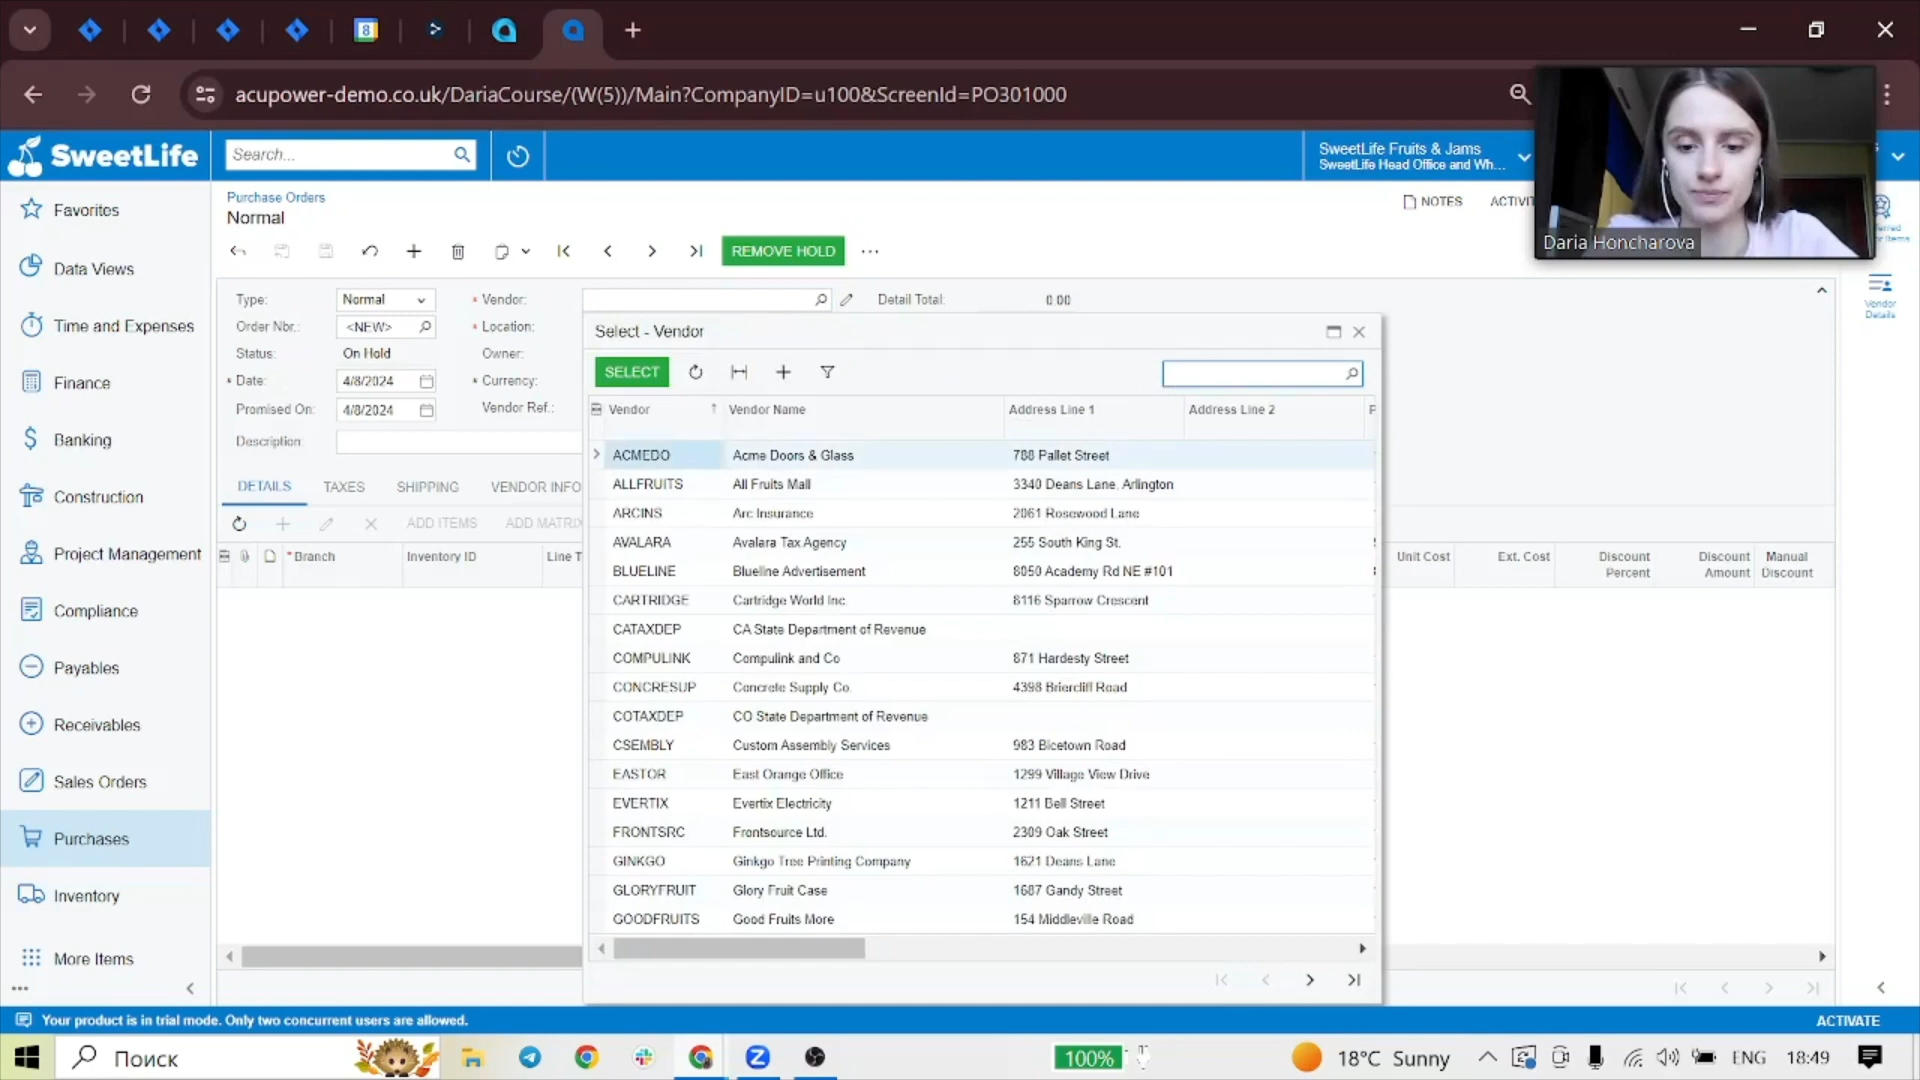 8
acupower-demo.co.uk/DariaCourse/(W(5))/Main?CompanyID=u100&ScreenId=PO301000
SweetLife
Search...
SweetLife Fruits & Jams
SweetLife Head Office and Wh...
Daria Honcharova
Favorites
Data Views
Time and Expenses
Finance
Banking
Construction
Project Management
Compliance
Payables
Receivables
Sales Orders
Purchases
Inventory
More Items
Purchase Orders
Normal
NOTES
ACTIVIT
REMOVE HOLD
Type:
Normal
* Vendor:
Detail Total:
0.00
Order Nbr.:
<NEW>
* Location:
Status:
On Hold
Owner:
* Date:
4/8/2024
* Currency:
Promised On:
4/8/2024
Vendor Ref.:
Description:
Vendor
Details
DETAILS
TAXES
SHIPPING
VENDOR INFO
ADD ITEMS
ADD MATRIX
* Branch
Inventory ID
Line T
Unit Cost
Ext. Cost
Discount
Percent
Discount
Amount
Manual
Discount
Select - Vendor
SELECT
Vendor
Vendor Name
Address Line 1
Address Line 2
ACMEDO Acme Doors & Glass 788 Pallet Street
ALLFRUITS All Fruits Mall 3340 Deans Lane, Arlington
ARCINS Arc Insurance 2061 Rosewood Lane
AVALARA Avalara Tax Agency 255 South King St.
BLUELINE Blueline Advertisement 8050 Academy Rd NE #101
CARTRIDGE Cartridge World Inc. 8116 Sparrow Crescent
CATAXDEP CA State Department of Revenue
COMPULINK Compulink and Co 871 Hardesty Street
CONCRESUP Concrete Supply Co. 4398 Briercliff Road
COTAXDEP CO State Department of Revenue
CSEMBLY Custom Assembly Services 983 Bicetown Road
EASTOR East Orange Office 1299 Village View Drive
EVERTIX Evertix Electricity 1211 Bell Street
FRONTSRC Frontsource Ltd. 2309 Oak Street
GINKGO Ginkgo Tree Printing Company 1621 Deans Lane
GLORYFRUIT Glory Fruit Case 1687 Gandy Street
GOODFRUITS Good Fruits More 154 Middleville Road
Your product is in trial mode. Only two concurrent users are allowed.
ACTIVATE
Поиск
100%
18°C Sunny
ENG
18:49